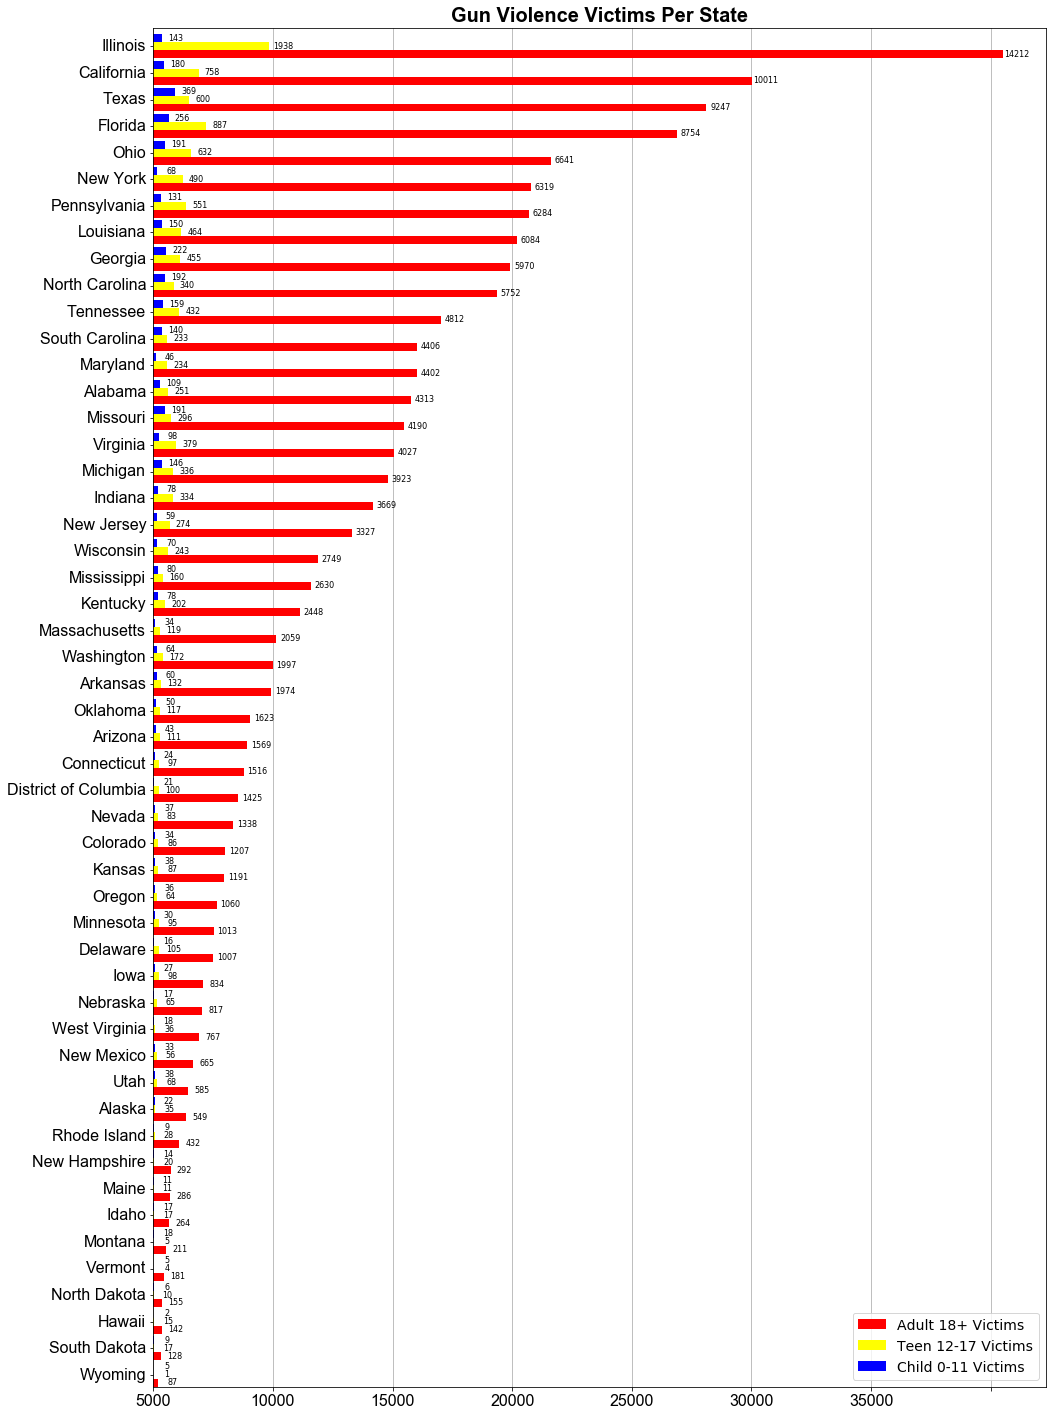 Gun Violence Victims Per State
Illinois 143 1938 14212
California 180 758 10011
Texas 369 600 9247
Florida 256 887 8754
Ohio 191 632 6641
New York 68 490 6319
Pennsylvania 131 551 6284
Louisiana 150 464 6084
Georgia 222 455 5970
North Carolina 192 340 5752
Tennessee 159 432 4812
South Carolina 140 233 4406
Maryland 46 234 4402
Alabama 109 251 4313
Missouri 191 296 4190
Virginia 98 379 4027
Michigan 146 336 3923
Indiana 78 334 3669
New Jersey 59 274 3327
Wisconsin 70 243 2749
Mississippi 80 160 2630
Kentucky 78 202 2448
Massachusetts 34 119 2059
Washington 64 172 1997
Arkansas 60 132 1974
Oklahoma 50 117 1623
Arizona 43 111 1569
Connecticut 24 97 1516
District of Columbia 21 100 1425
Nevada 37 83 1338
Colorado 34 86 1207
Kansas 38 87 1191
Oregon 36 64 1060
Minnesota 30 95 1013
Delaware 16 105 1007
Iowa 27 98 834
Nebraska 17 65 817
West Virginia 18 36 767
New Mexico 33 56 665
Utah 38 68 585
Alaska 22 35 549
Rhode Island 9 28 432
New Hampshire 14 20 292
Maine 11 11 286
Idaho 17 17 264
Montana 18 5 211
Vermont 5 4 181
North Dakota 6 10 155
Hawaii 2 15 142
South Dakota 9 17 128
Wyoming 5 1 87
Adult 18+ Victims
Teen 12-17 Victims
Child 0-11 Victims
5000 10000 15000 20000 25000 30000 35000